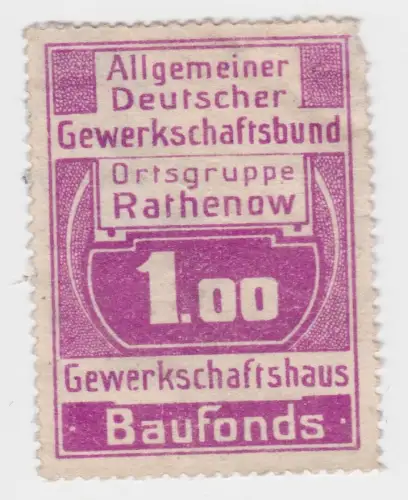 Allgemeiner
Deutscher
Gewerkschaftsbund
Ortsgruppe
Rathenow
1.00
Gewerkschaftshaus
· Baufonds ·